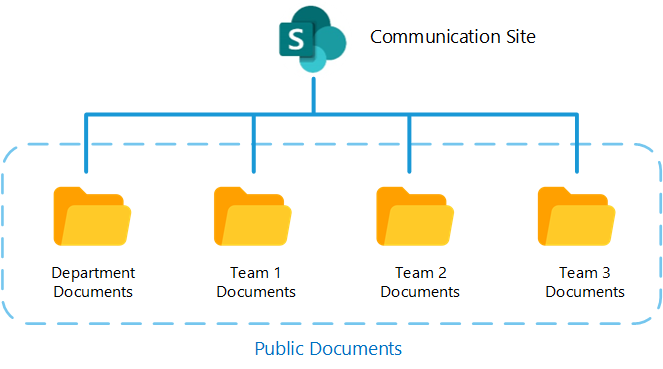 S
Communication Site
Department
Documents
Team 1
Documents
Team 2
Documents
Team 3
Documents
Public Documents